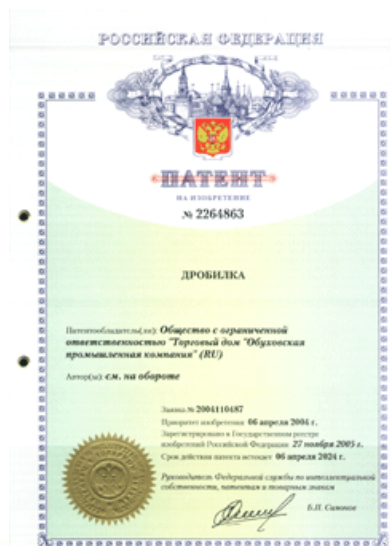 РОССИЙСКАЯ ФЕДЕРАЦИЯ
ПАТЕНТ
НА ИЗОБРЕТЕНИЕ
№ 2264863
ДРОБИЛКА
Патентообладатель(ли): Общество с ограниченной
ответственностью "Торговый дом "Обуховская
промышленная компания" (RU)
Автор(ы): см. на обороте
Заявка № 2004110487
Приоритет изобретения 06 апреля 2004 г.
Зарегистрировано в Государственном реестре
изобретений Российской Федерации 27 ноября 2005 г.
Срок действия патента истекает 06 апреля 2024 г.
Руководитель Федеральной службы по интеллектуальной
собственности, патентам и товарным знакам
Б.П. Симонов